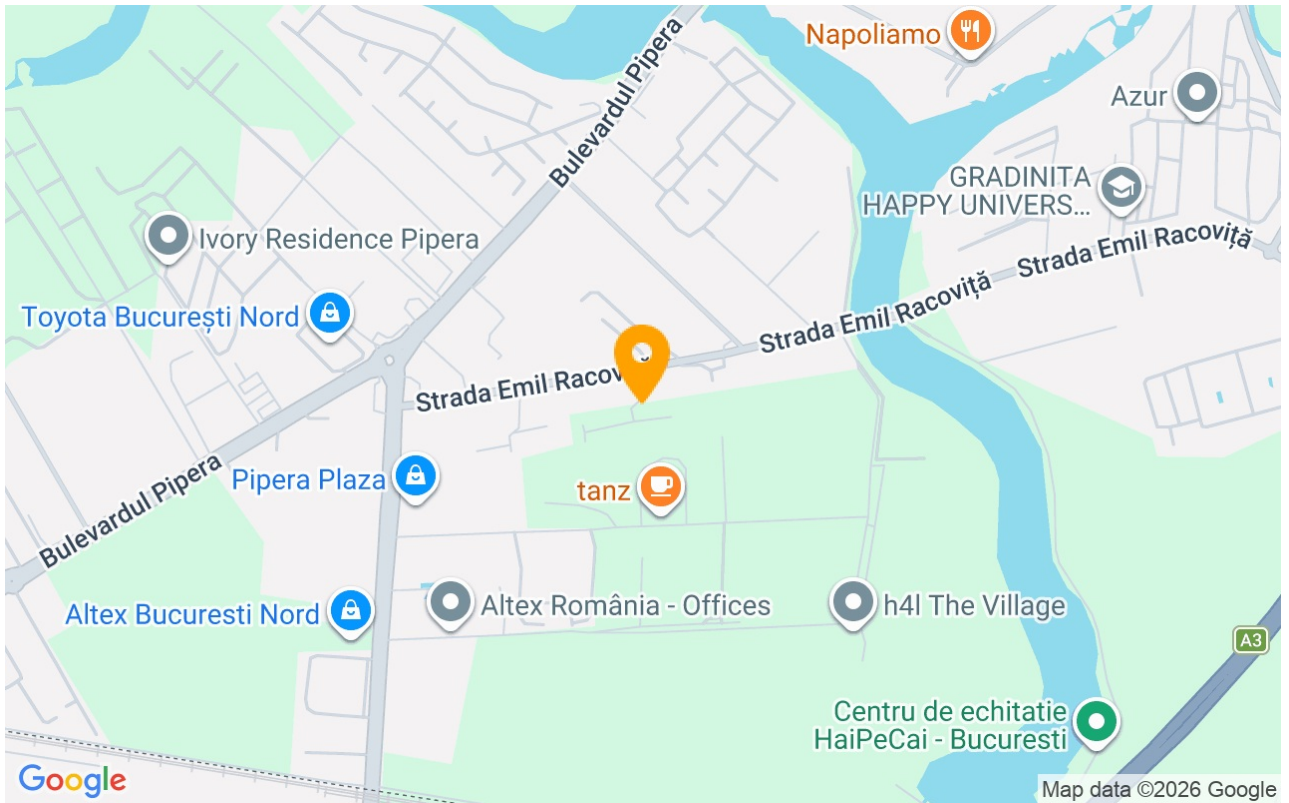 Napoliamo
Bulevardul Pipera
Azur
GRADINITA
HAPPY UNIVERS...
Ivory Residence Pipera
Strada Emil Racoviță
Strada Emil Racoviță
Toyota București Nord
Strada Emil
Pipera Plaza
tanz
Bulevardul Pipera
Altex Bucuresti Nord
Altex România - Offices
h4l The Village
A3
Centru de echitatie
HaiPeCai - Bucuresti
Google
Map data ©2026 Google